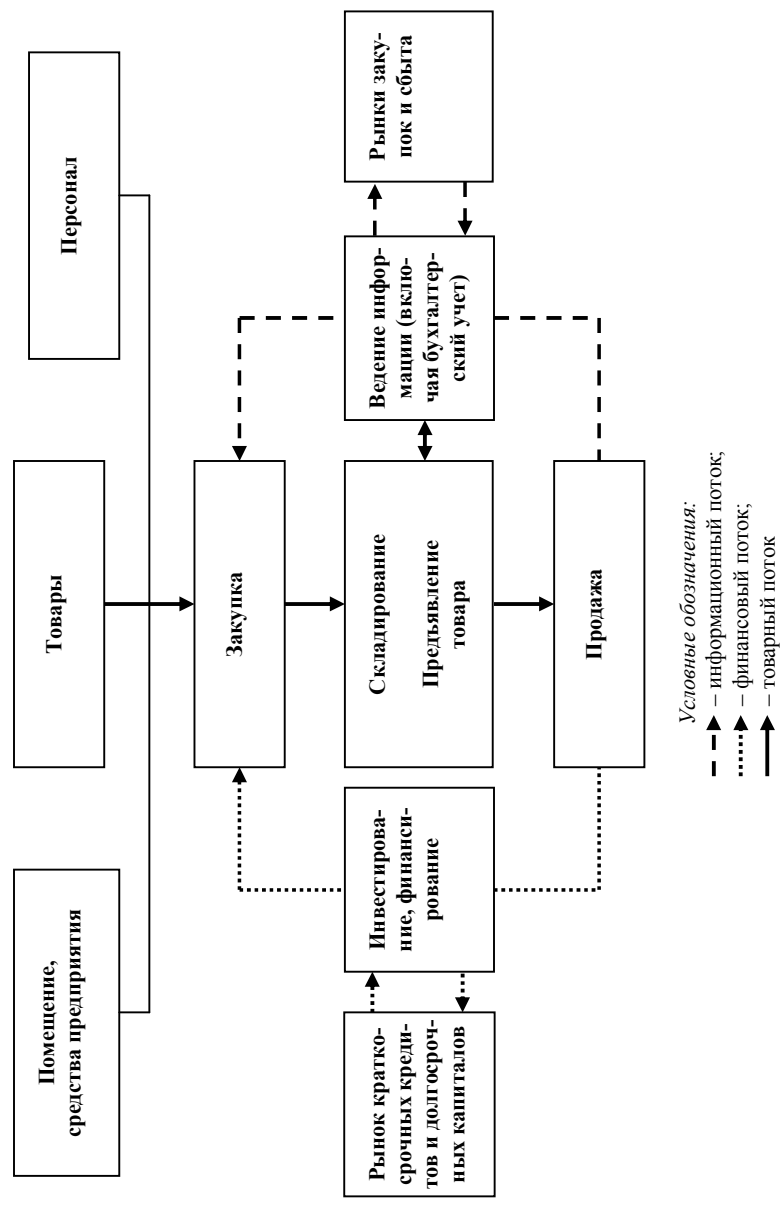 Помещение,
средства предприятия
Товары
Персонал
Закупка
Рынок кратко-
срочных креди-
тов и долгосроч-
ных капиталов
Инвестирова-
ние, финанси-
рование
Складирование
Предъявление
товара
Ведение инфор-
мации (вклю-
чая бухгалтер-
ский учет)
Рынки заку-
пок и сбыта
Продажа
Условные обозначения:
– информационный поток;
– финансовый поток;
– товарный поток